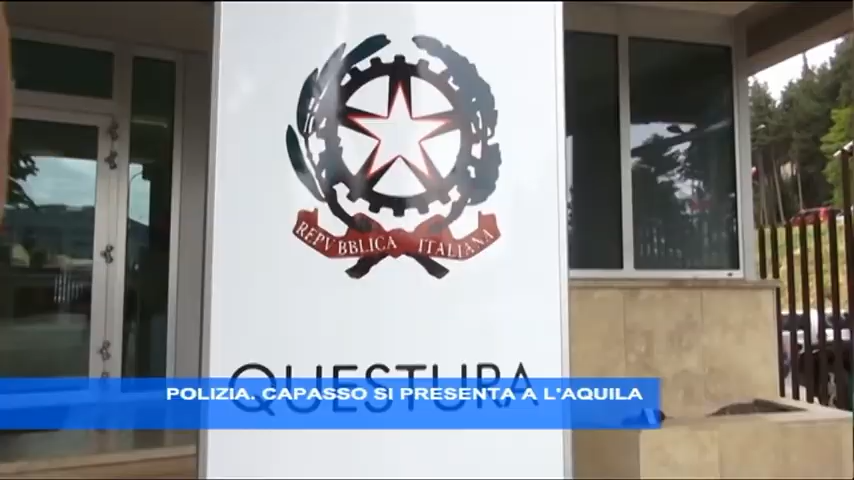 REPVBBLICA ITALIANA
QUESTURA
POLIZIA. CAPASSO SI PRESENTA A L'AQUILA